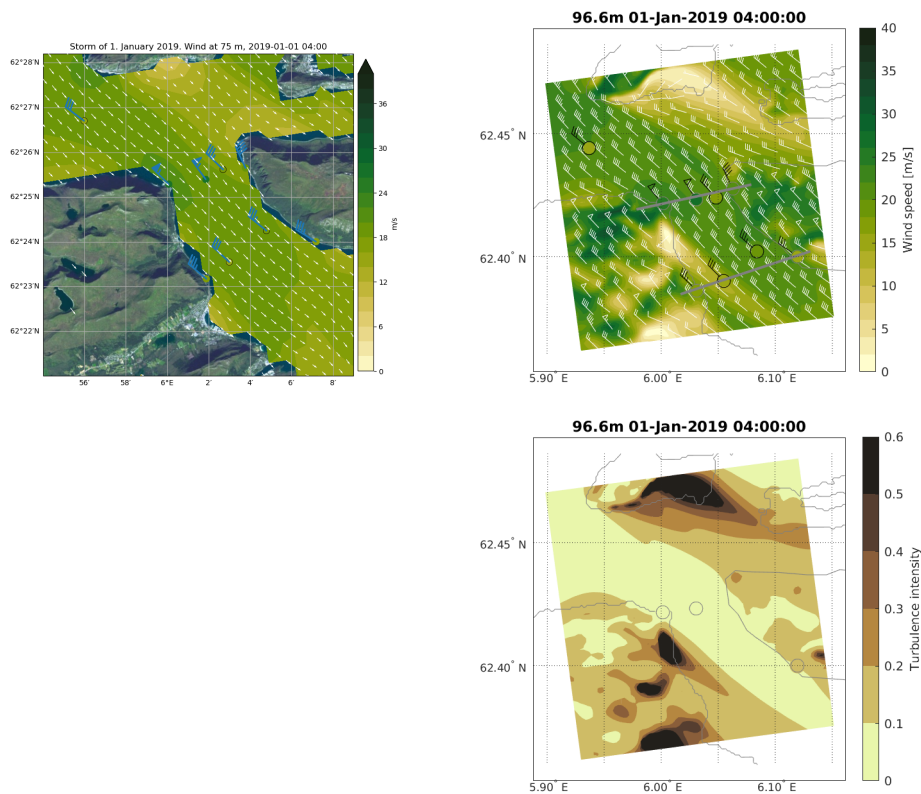 Storm of 1. January 2019. Wind at 75 m, 2019-01-01 04:00
62°28'N
62°27'N
62°26'N
62°25'N
62°24'N
62°23'N
62°22'N
56' 58' 6°E 2' 4' 6' 8'
36
30
24
18
12
6
0
m/s
96.6m 01-Jan-2019 04:00:00
62.45° N
62.40° N
5.90° E 6.00° E 6.10° E
40
35
30
25
20
15
10
5
0
Wind speed [m/s]
96.6m 01-Jan-2019 04:00:00
62.45° N
62.40° N
5.90° E 6.00° E 6.10° E
0.6
0.5
0.4
0.3
0.2
0.1
0
Turbulence intensity